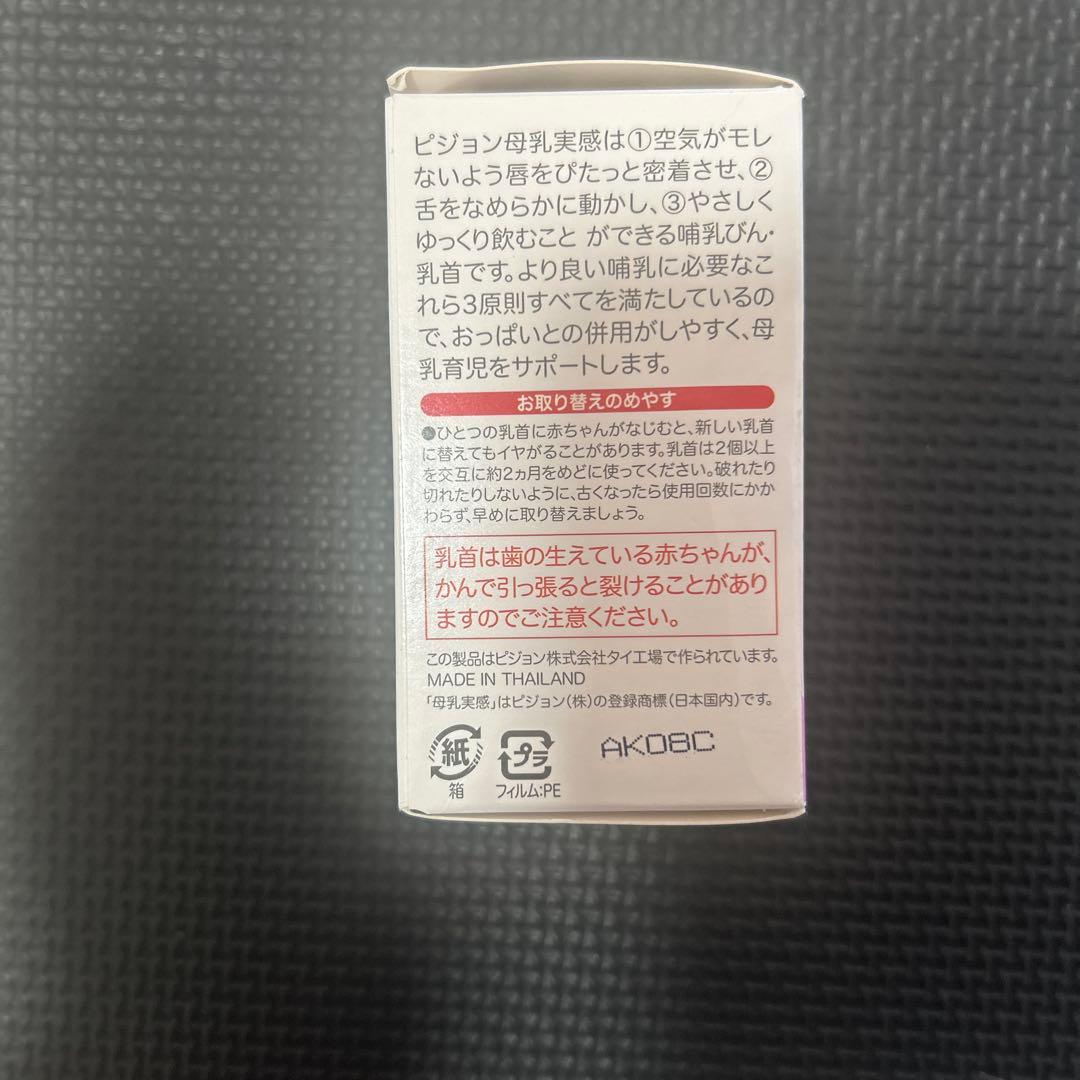 ピジョン母乳実感は①空気がモレ
ないよう唇をぴたっと密着させ、②
舌をなめらかに動かし、③やさしく
ゆっくり飲むこと ができる哺乳びん・
乳首です。より良い哺乳に必要なこ
れら3原則すべてを満たしているの
で、おっぱいとの併用がしやすく、母
乳育児をサポートします。
お取り替えのめやす
●ひとつの乳首に赤ちゃんがなじむと、新しい乳首
に替えてもイヤがることがあります。乳首は2個以上
を交互に約2ヵ月をめどに使ってください。破れたり
切れたりしないように、古くなったら使用回数にかか
わらず、早めに取り替えましょう。
乳首は歯の生えている赤ちゃんが、
かんで引っ張ると裂けることがあり
ますのでご注意ください。
この製品はピジョン株式会社タイ工場で作られています。
MADE IN THAILAND
「母乳実感」はピジョン(株)の登録商標(日本国内)です。
紙 プラ AK08C
箱 フィルム:PE